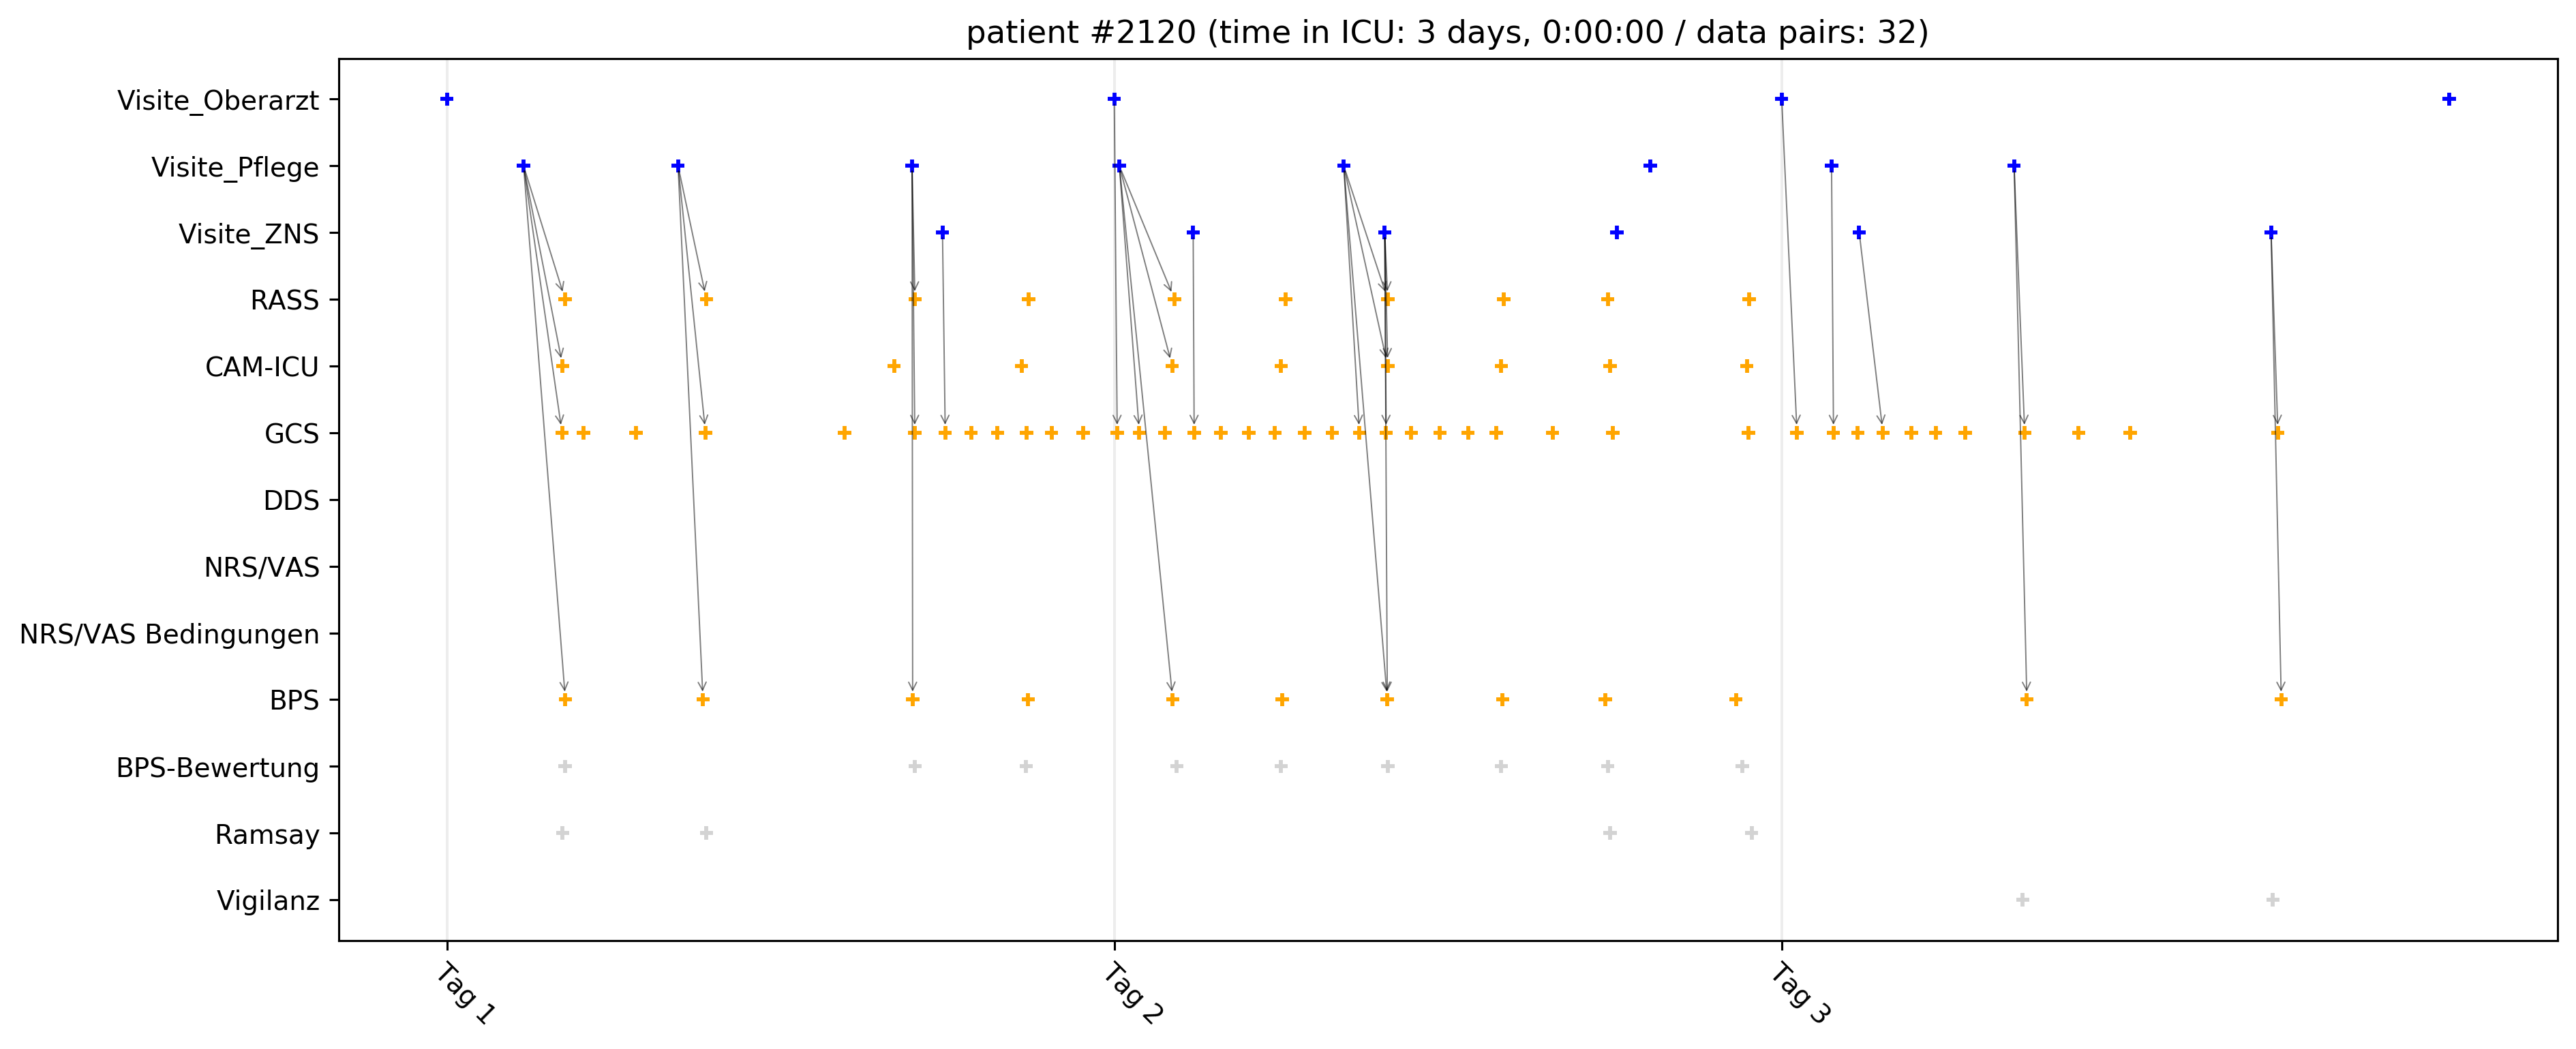 patient #2120 (time in ICU: 3 days, 0:00:00 / data pairs: 32)
Visite_Oberarzt
Visite_Pflege
Visite_ZNS
RASS
CAM-ICU
GCS
DDS
NRS/VAS
NRS/VAS Bedingungen
BPS
BPS-Bewertung
Ramsay
Vigilanz
Tag 1
Tag 2
Tag 3